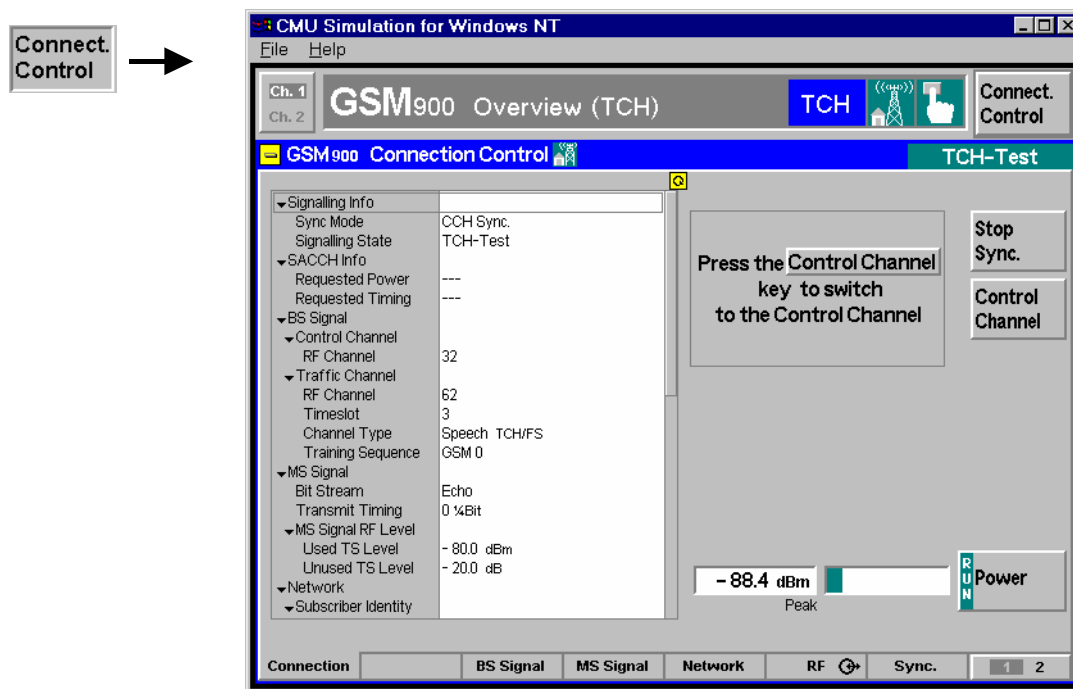 Connect.
Control
CMU Simulation for Windows NT
File Help
Ch. 1
Ch. 2
GSM900 Overview (TCH)
TCH
Connect.
Control
GSM900 Connection Control
TCH-Test
Signalling Info
Sync Mode CCH Sync.
Signalling State TCH-Test
SACCH Info
Requested Power ---
Requested Timing ---
BS Signal
Control Channel
RF Channel 32
Traffic Channel
RF Channel 62
Timeslot 3
Channel Type Speech TCH/FS
Training Sequence GSM 0
MS Signal
Bit Stream Echo
Transmit Timing 0 ¼Bit
MS Signal RF Level
Used TS Level - 80.0 dBm
Unused TS Level - 20.0 dB
Network
Subscriber Identity
Press the Control Channel
key to switch
to the Control Channel
Stop
Sync.
Control
Channel
- 88.4 dBm
Peak
RUN
Power
Connection BS Signal MS Signal Network RF Sync. 1 2